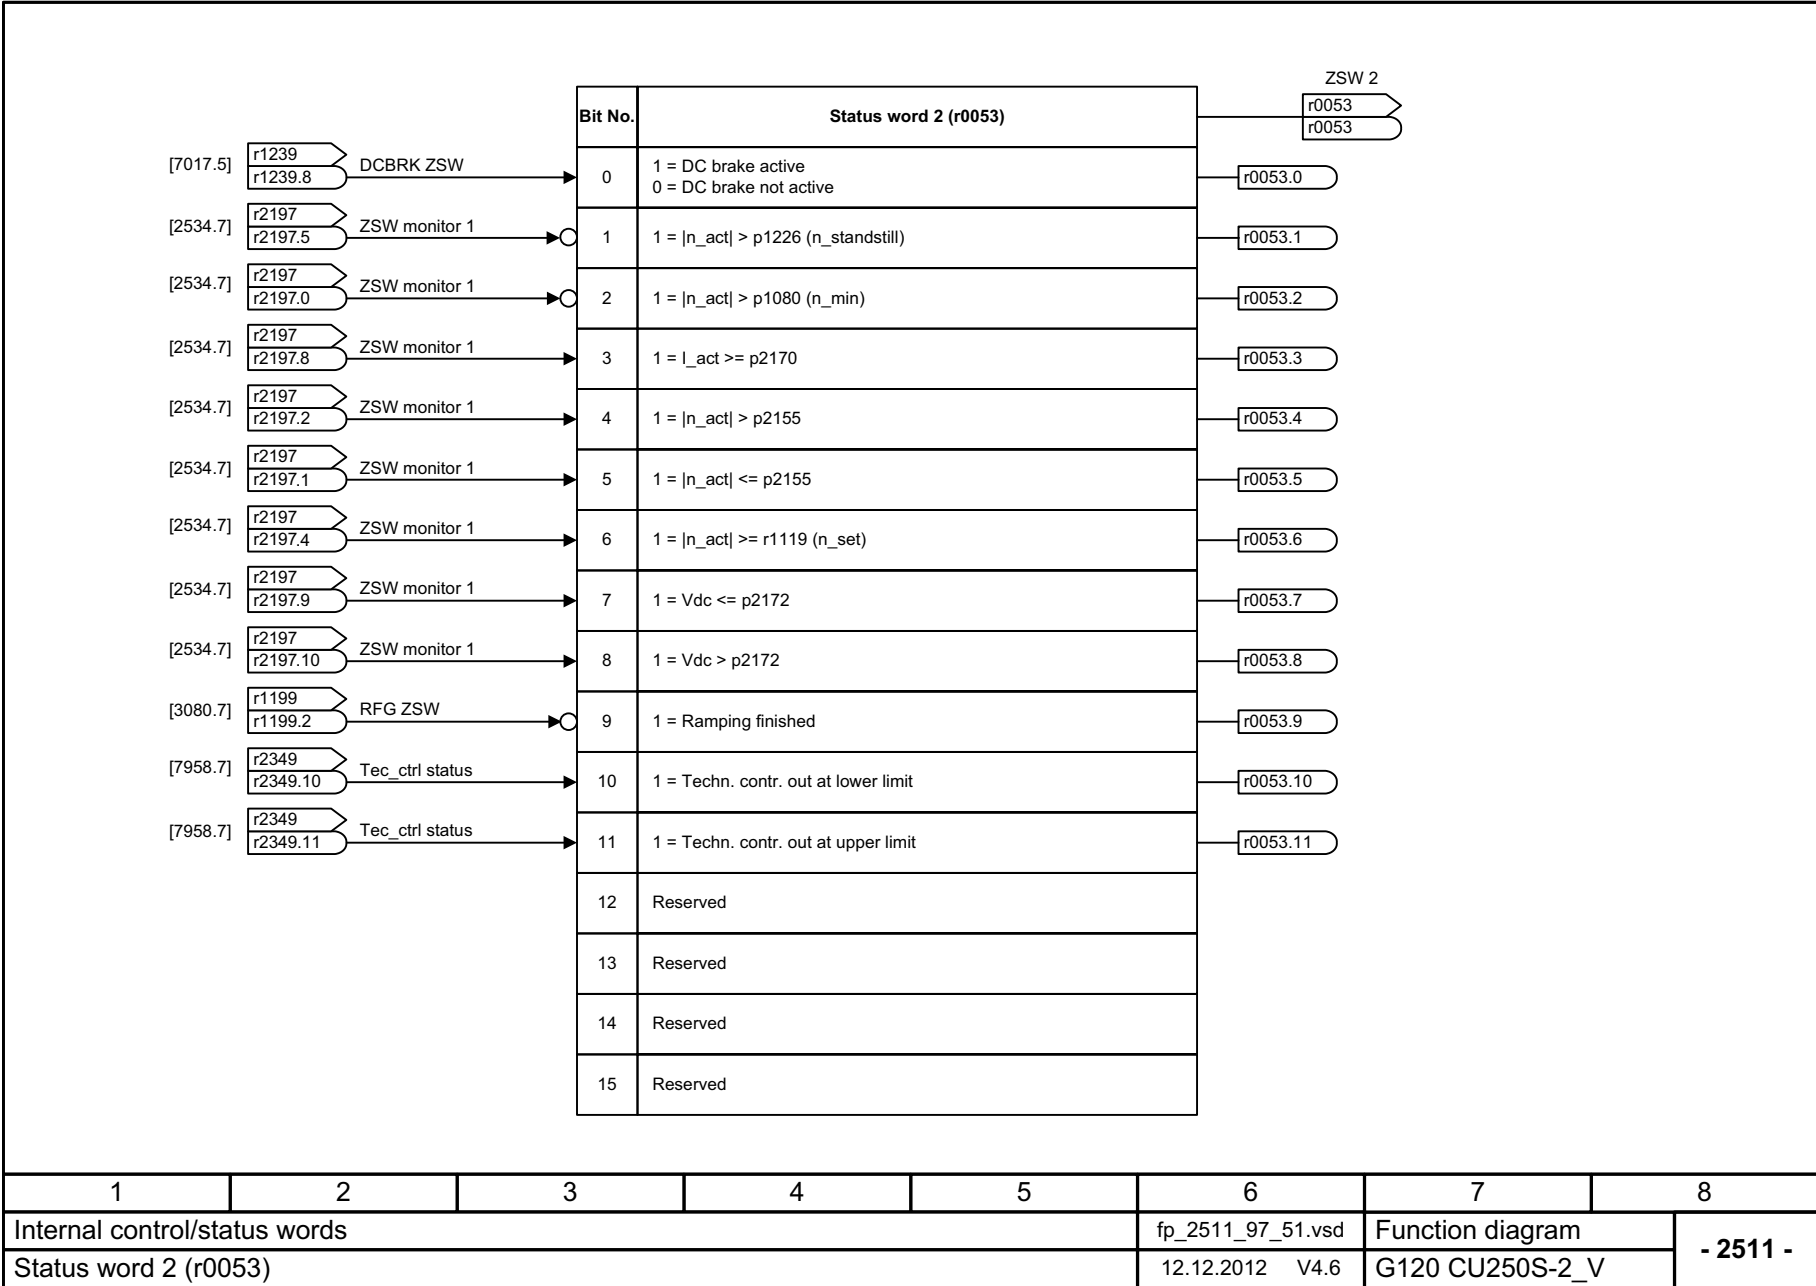 ZSW 2
Bit No. Status word 2 (r0053) r0053
r0053
[7017.5] r1239 DCBRK ZSW
r1239.8 0 1 = DC brake active
0 = DC brake not active r0053.0
[2534.7] r2197 ZSW monitor 1
r2197.5 1 1 = |n_act| > p1226 (n_standstill) r0053.1
[2534.7] r2197 ZSW monitor 1
r2197.0 2 1 = |n_act| > p1080 (n_min) r0053.2
[2534.7] r2197 ZSW monitor 1
r2197.8 3 1 = I_act >= p2170 r0053.3
[2534.7] r2197 ZSW monitor 1
r2197.2 4 1 = |n_act| > p2155 r0053.4
[2534.7] r2197 ZSW monitor 1
r2197.1 5 1 = |n_act| <= p2155 r0053.5
[2534.7] r2197 ZSW monitor 1
r2197.4 6 1 = |n_act| >= r1119 (n_set) r0053.6
[2534.7] r2197 ZSW monitor 1
r2197.9 7 1 = Vdc <= p2172 r0053.7
[2534.7] r2197 ZSW monitor 1
r2197.10 8 1 = Vdc > p2172 r0053.8
[3080.7] r1199 RFG ZSW
r1199.2 9 1 = Ramping finished r0053.9
[7958.7] r2349 Tec_ctrl status
r2349.10 10 1 = Techn. contr. out at lower limit r0053.10
[7958.7] r2349 Tec_ctrl status
r2349.11 11 1 = Techn. contr. out at upper limit r0053.11
12 Reserved
13 Reserved
14 Reserved
15 Reserved
1 2 3 4 5 6 7 8
Internal control/status words fp_2511_97_51.vsd Function diagram - 2511 -
Status word 2 (r0053) 12.12.2012 V4.6 G120 CU250S-2_V